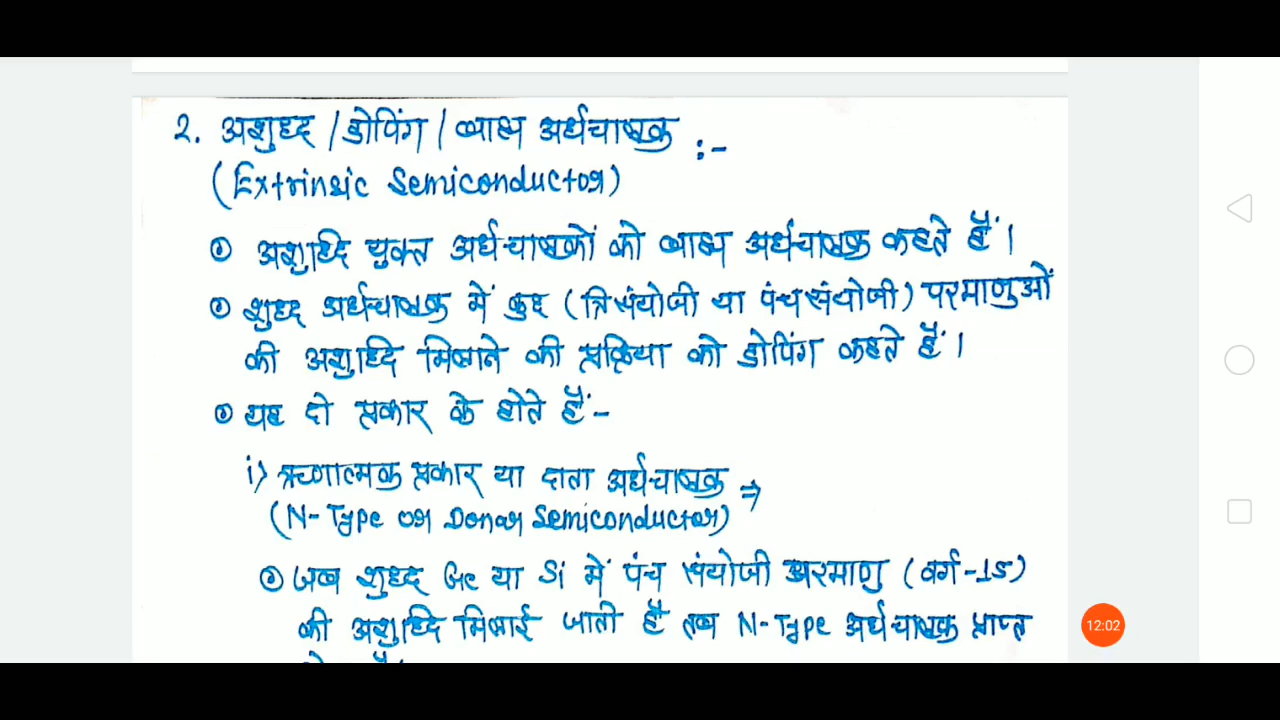 2. अशुध्द / डोपिंग / बाह्य अर्धचालक :-
(Extrinsic Semiconductor)
अशुध्दि युक्त अर्धचालकों को बाह्य अर्धचालक कहते हैं।
शुध्द अर्धचालक में कुछ (त्रिसंयोजी या पंचसंयोजी) परमाणुओं
की अशुध्दि मिलाने की प्रक्रिया को डोपिंग कहते हैं।
यह दो प्रकार के होते हैं-
i) ऋणात्मक प्रकार या दाता अर्धचालक ⇒
(N-Type or Donar Semiconductor)
जब शुध्द Ge या Si में पंच संयोजी परमाणु (वर्ग-15)
की अशुध्दि मिलाई जाती है तब N-Type अर्धचालक प्राप्त
12:02